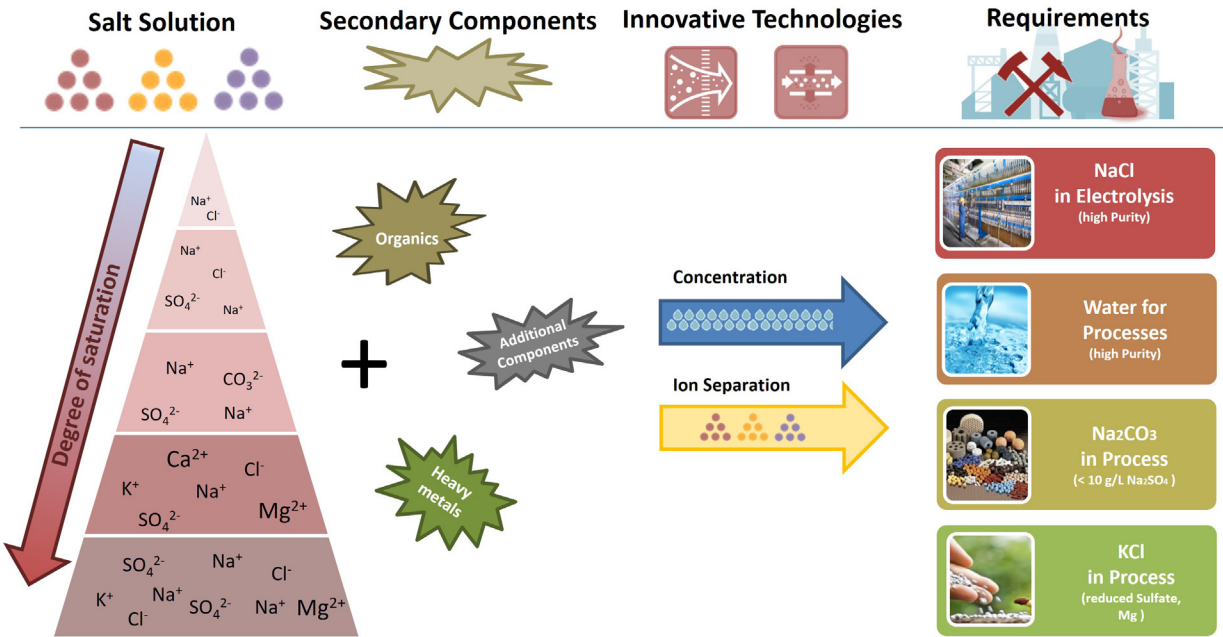 Salt Solution
Secondary Components
Innovative Technologies
Requirements
Degree of saturation
Na⁺
Cl⁻
Na⁺
Cl⁻
SO₄²⁻
Na⁺
Na⁺
CO₃²⁻
SO₄²⁻
Na⁺
Ca²⁺
Cl⁻
K⁺
Na⁺
SO₄²⁻
Mg²⁺
SO₄²⁻
Na⁺
Cl⁻
K⁺
Na⁺
Cl⁻
SO₄²⁻
Na⁺
Mg²⁺
+
Organics
Additional
Components
Heavy
metals
Concentration
Ion Separation
NaCl
in Electrolysis
(high Purity)
Water for
Processes
(high Purity)
Na₂CO₃
in Process
(< 10 g/L Na₂SO₄ )
KCl
in Process
(reduced Sulfate,
Mg )